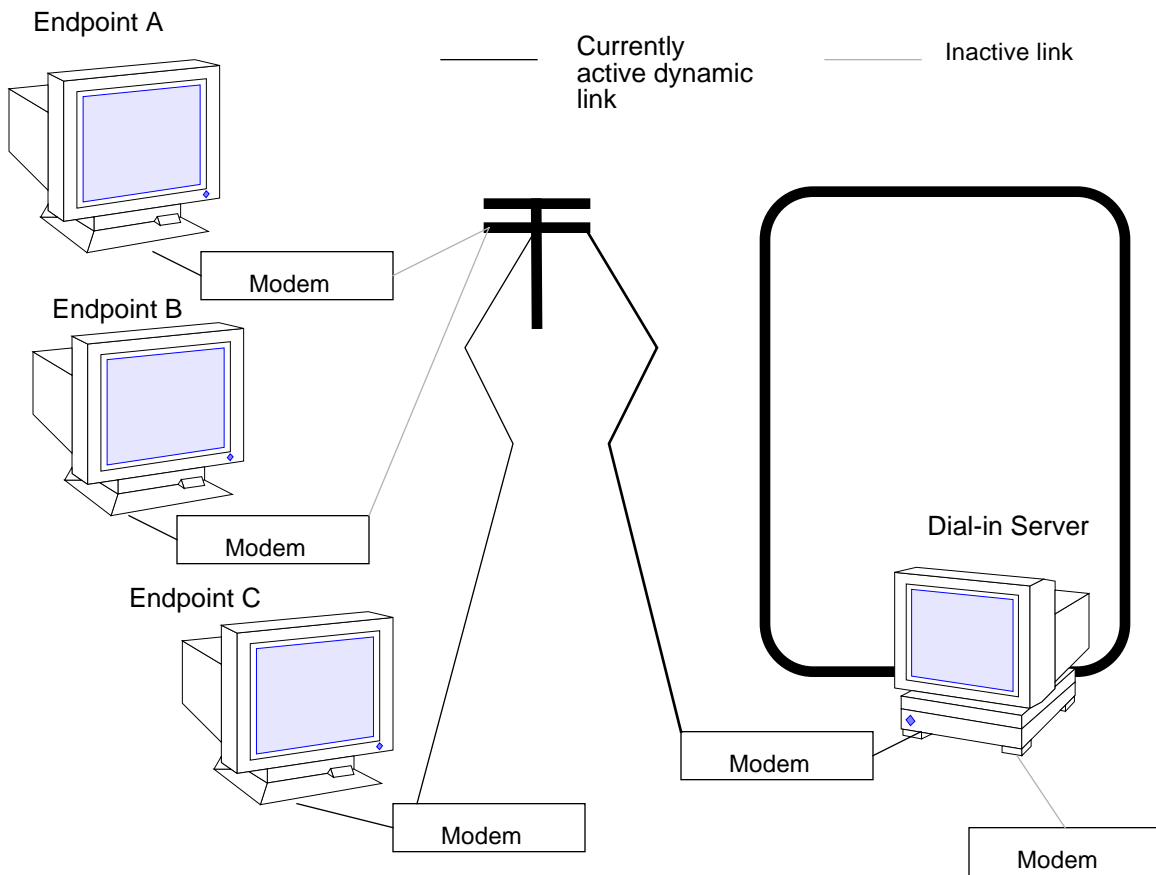 Endpoint A
Currently
active dynamic
link
Inactive link
Modem
Endpoint B
Modem
Dial-in Server
Endpoint C
Modem
Modem
Modem